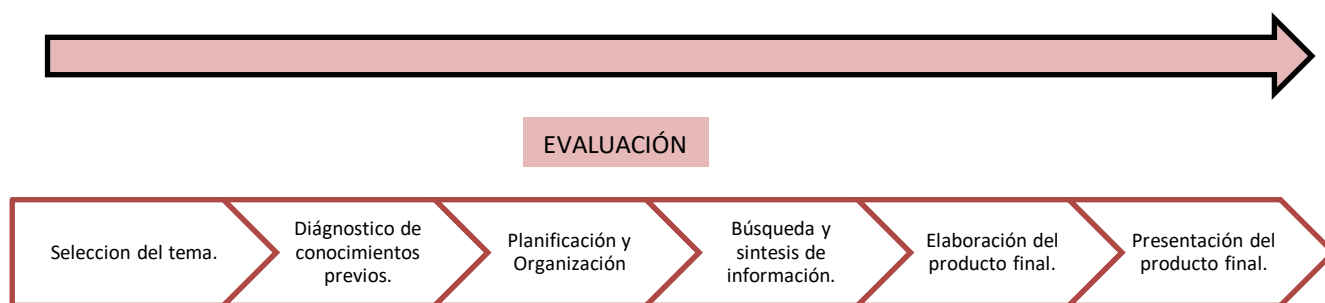 EVALUACIÓN
Seleccion del tema.
Diágnostico de
conocimientos
previos.
Planificación y
Organización
Búsqueda y
sintesis de
información.
Elaboración del
producto final.
Presentación del
producto final.